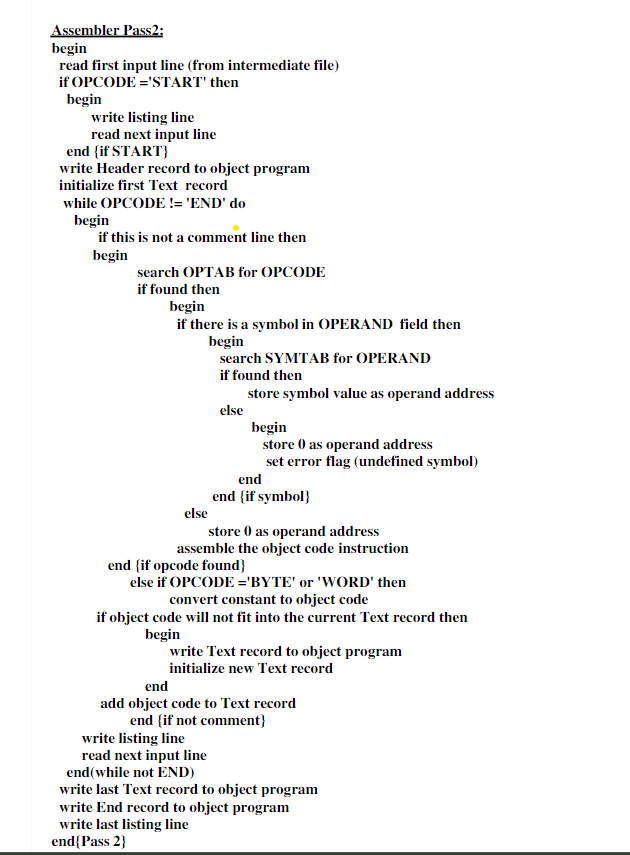 Assembler Pass2:
begin
read first input line (from intermediate file)
if OPCODE ='START' then
begin
write listing line
read next input line
end {if START}
write Header record to object program
initialize first Text record
while OPCODE != 'END' do
begin
if this is not a comment line then
begin
search OPTAB for OPCODE
if found then
begin
if there is a symbol in OPERAND field then
begin
search SYMTAB for OPERAND
if found then
store symbol value as operand address
else
begin
store 0 as operand address
set error flag (undefined symbol)
end
end {if symbol}
else
store 0 as operand address
assemble the object code instruction
end {if opcode found}
else if OPCODE ='BYTE' or 'WORD' then
convert constant to object code
if object code will not fit into the current Text record then
begin
write Text record to object program
initialize new Text record
end
add object code to Text record
end {if not comment}
write listing line
read next input line
end(while not END)
write last Text record to object program
write End record to object program
write last listing line
end{Pass 2}